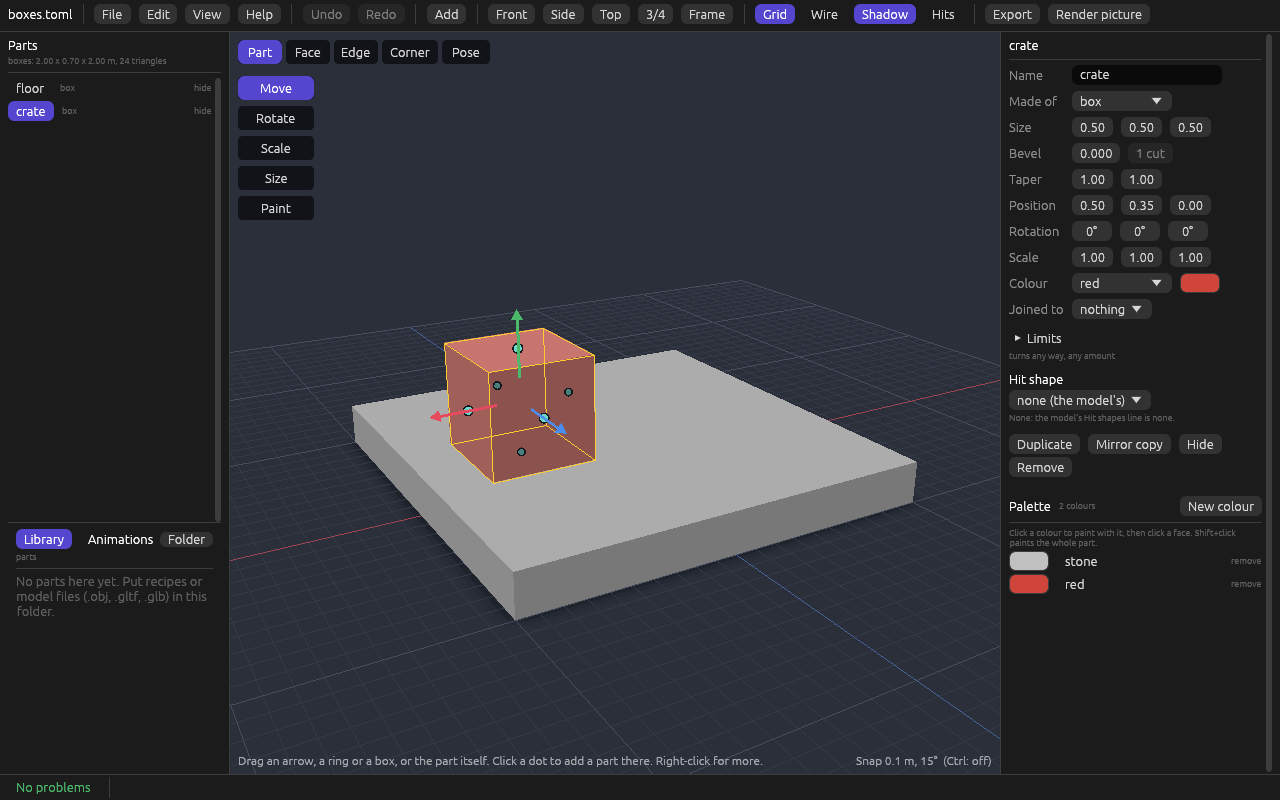 boxes.toml File Edit View Help Undo Redo Add Front Side Top 3/4 Frame Grid Wire Shadow Hits Export Render picture
Parts
boxes: 2.00 x 0.70 x 2.00 m, 24 triangles
floor box hide
crate box hide
Library Animations Folder
parts
No parts here yet. Put recipes or
model files (.obj, .gltf, .glb) in this
folder.
Part Face Edge Corner Pose
Move
Rotate
Scale
Size
Paint
Drag an arrow, a ring or a box, or the part itself. Click a dot to add a part there. Right-click for more.
Snap 0.1 m, 15° (Ctrl: off)
crate
Name crate
Made of box
Size 0.50 0.50 0.50
Bevel 0.000 1 cut
Taper 1.00 1.00
Position 0.50 0.35 0.00
Rotation 0° 0° 0°
Scale 1.00 1.00 1.00
Colour red
Joined to nothing
Limits
turns any way, any amount
Hit shape
none (the model's)
None: the model's Hit shapes line is none.
Duplicate Mirror copy Hide
Remove
Palette 2 colours New colour
Click a colour to paint with it, then click a face. Shift+click
paints the whole part.
stone remove
red remove
No problems